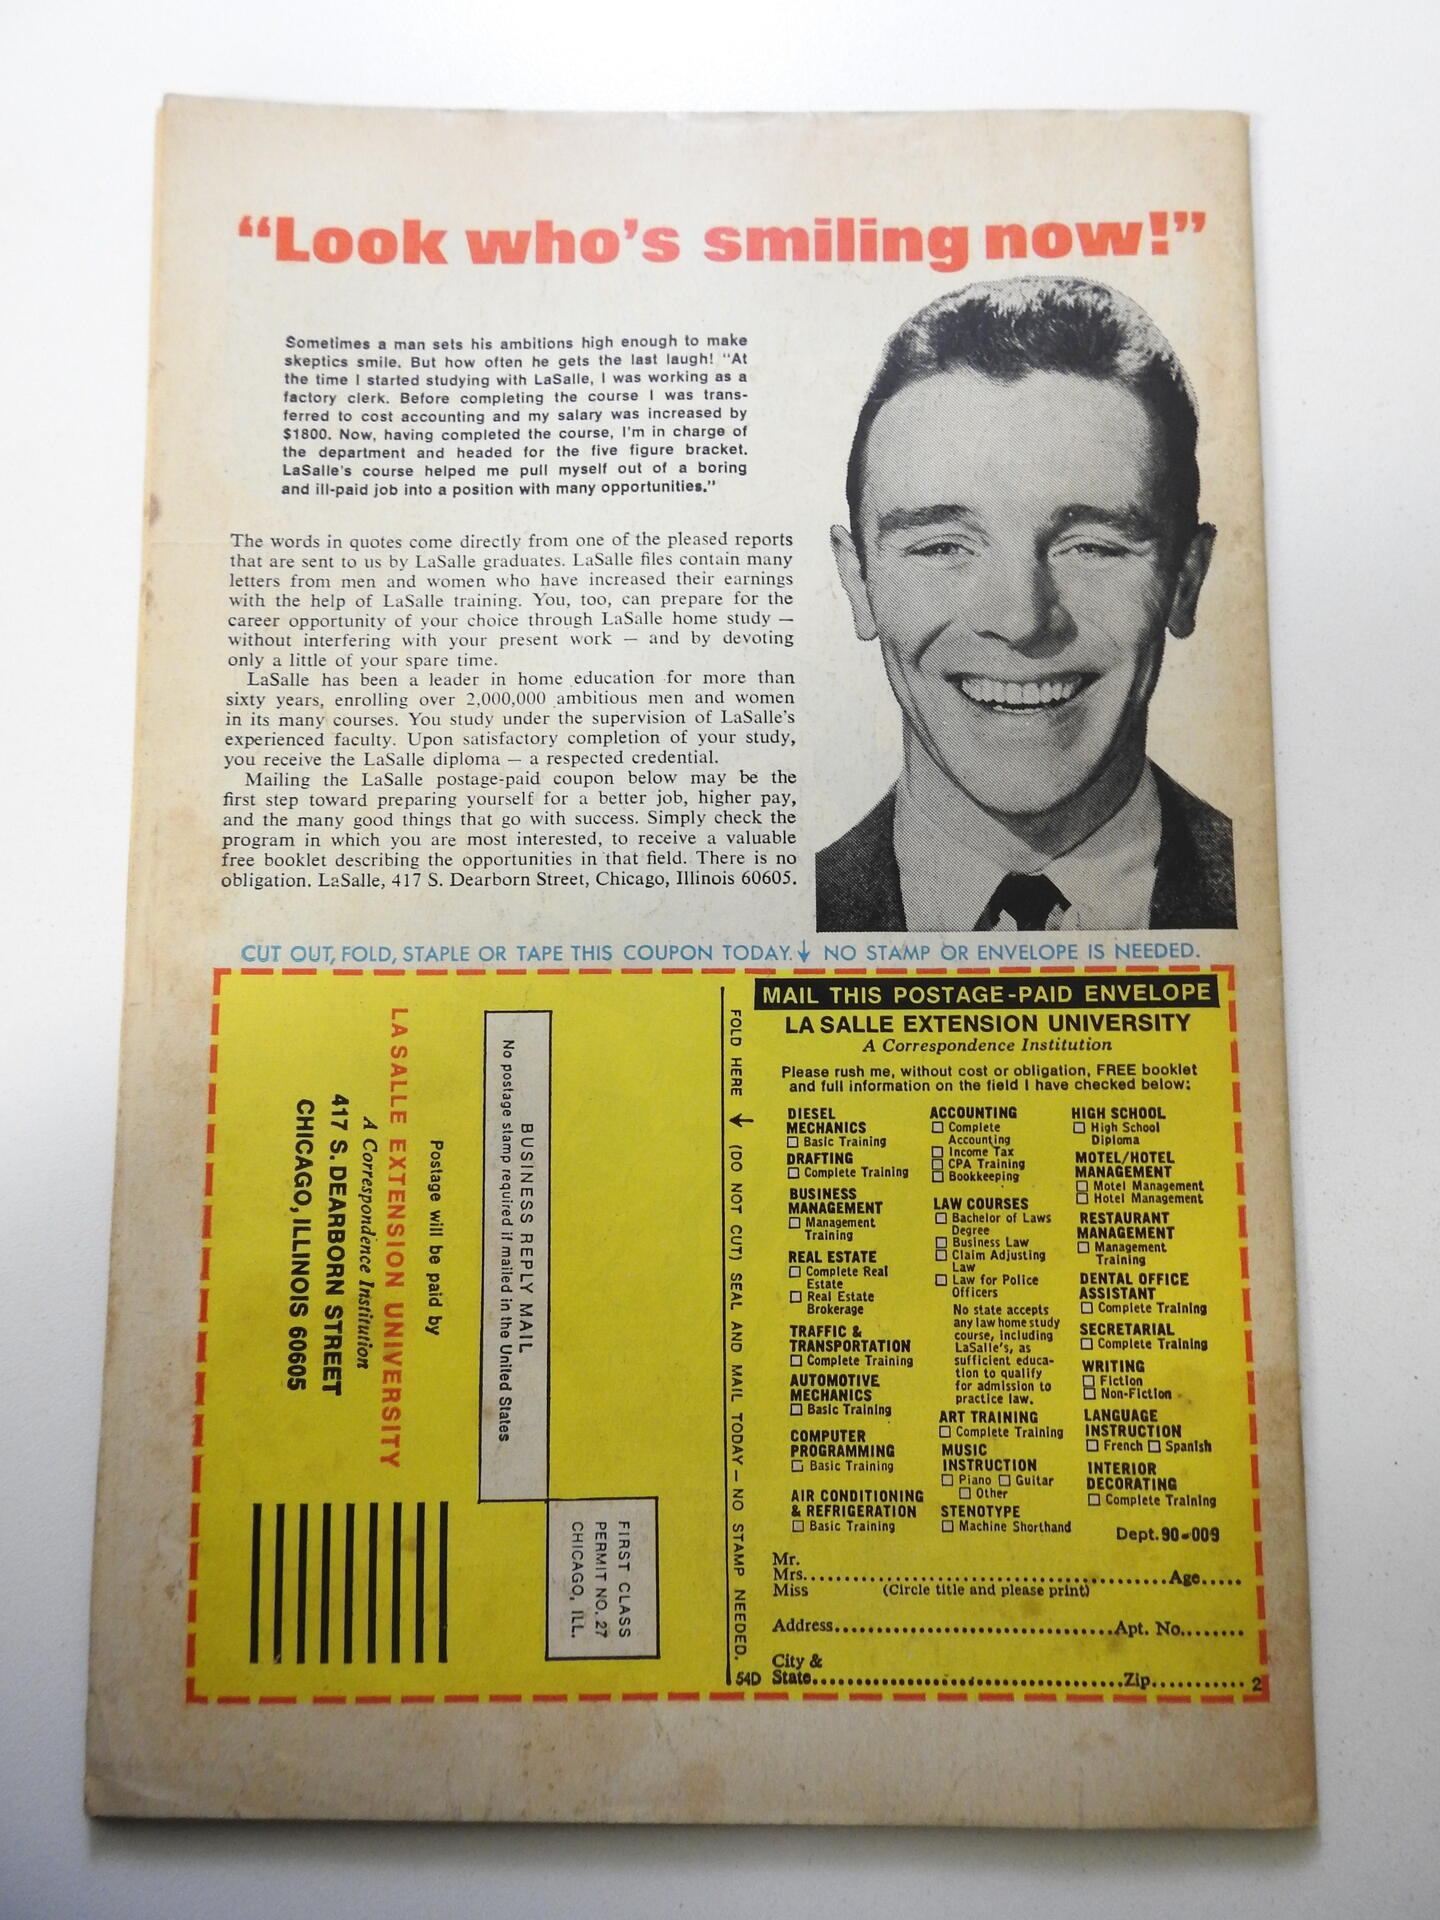 “Look who’s smiling now!”
Sometimes a man sets his ambitions high enough to make
skeptics smile. But how often he gets the last laugh! “At
the time I started studying with LaSalle, I was working as a
factory clerk. Before completing the course I was trans-
ferred to cost accounting and my salary was increased by
$1800. Now, having completed the course, I’m in charge of
the department and headed for the five figure bracket.
LaSalle’s course helped me pull myself out of a boring
and ill-paid job into a position with many opportunities.”
The words in quotes come directly from one of the pleased reports
that are sent to us by LaSalle graduates. LaSalle files contain many
letters from men and women who have increased their earnings
with the help of LaSalle training. You, too, can prepare for the
career opportunity of your choice through LaSalle home study —
without interfering with your present work — and by devoting
only a little of your spare time.
LaSalle has been a leader in home education for more than
sixty years, enrolling over 2,000,000 ambitious men and women
in its many courses. You study under the supervision of LaSalle’s
experienced faculty. Upon satisfactory completion of your study,
you receive the LaSalle diploma — a respected credential.
Mailing the LaSalle postage-paid coupon below may be the
first step toward preparing yourself for a better job, higher pay,
and the many good things that go with success. Simply check the
program in which you are most interested, to receive a valuable
free booklet describing the opportunities in that field. There is no
obligation. LaSalle, 417 S. Dearborn Street, Chicago, Illinois 60605.
CUT OUT, FOLD, STAPLE OR TAPE THIS COUPON TODAY. ↓ NO STAMP OR ENVELOPE IS NEEDED.
FIRST CLASS
PERMIT NO. 27
CHICAGO, ILL.
BUSINESS REPLY MAIL
No postage stamp required if mailed in the United States
Postage will be paid by
LA SALLE EXTENSION UNIVERSITY
A Correspondence Institution
417 S. DEARBORN STREET
CHICAGO, ILLINOIS 60605
FOLD HERE ↓ (DO NOT CUT) SEAL AND MAIL TODAY — NO STAMP NEEDED.
54D
MAIL THIS POSTAGE-PAID ENVELOPE
LA SALLE EXTENSION UNIVERSITY
A Correspondence Institution
Please rush me, without cost or obligation, FREE booklet
and full information on the field I have checked below:
DIESEL
MECHANICS
☐ Basic Training
DRAFTING
☐ Complete Training
BUSINESS
MANAGEMENT
☐ Management
Training
REAL ESTATE
☐ Complete Real
Estate
☐ Real Estate
Brokerage
TRAFFIC &
TRANSPORTATION
☐ Complete Training
AUTOMOTIVE
MECHANICS
☐ Basic Training
COMPUTER
PROGRAMMING
☐ Basic Training
AIR CONDITIONING
& REFRIGERATION
☐ Basic Training
ACCOUNTING
☐ Complete
Accounting
☐ Income Tax
☐ CPA Training
☐ Bookkeeping
LAW COURSES
☐ Bachelor of Laws
Degree
☐ Business Law
☐ Claim Adjusting
Law
☐ Law for Police
Officers
No state accepts
any law home study
course, including
LaSalle’s, as
sufficient educa-
tion to qualify
for admission to
practice law.
ART TRAINING
☐ Complete Training
MUSIC
INSTRUCTION
☐ Piano ☐ Guitar
☐ Other
STENOTYPE
☐ Machine Shorthand
HIGH SCHOOL
☐ High School
Diploma
MOTEL/HOTEL
MANAGEMENT
☐ Motel Management
☐ Hotel Management
RESTAURANT
MANAGEMENT
☐ Management
Training
DENTAL OFFICE
ASSISTANT
☐ Complete Training
SECRETARIAL
☐ Complete Training
WRITING
☐ Fiction
☐ Non-Fiction
LANGUAGE
INSTRUCTION
☐ French ☐ Spanish
INTERIOR
DECORATING
☐ Complete Training
Dept. 90-009
Mr.
Mrs. Age
Miss (Circle title and please print)
Address Apt. No.
City &
State Zip 2